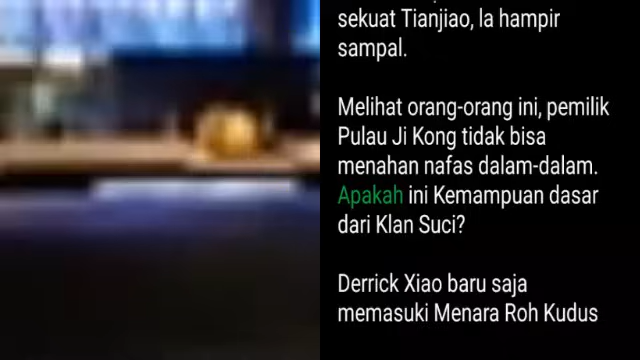 sekuat Tianjiao, Ia hampir
sampal.
Melihat orang-orang ini, pemilik
Pulau Ji Kong tidak bisa
menahan nafas dalam-dalam.
Apakah ini Kemampuan dasar
dari Klan Suci?
Derrick Xiao baru saja
memasuki Menara Roh Kudus